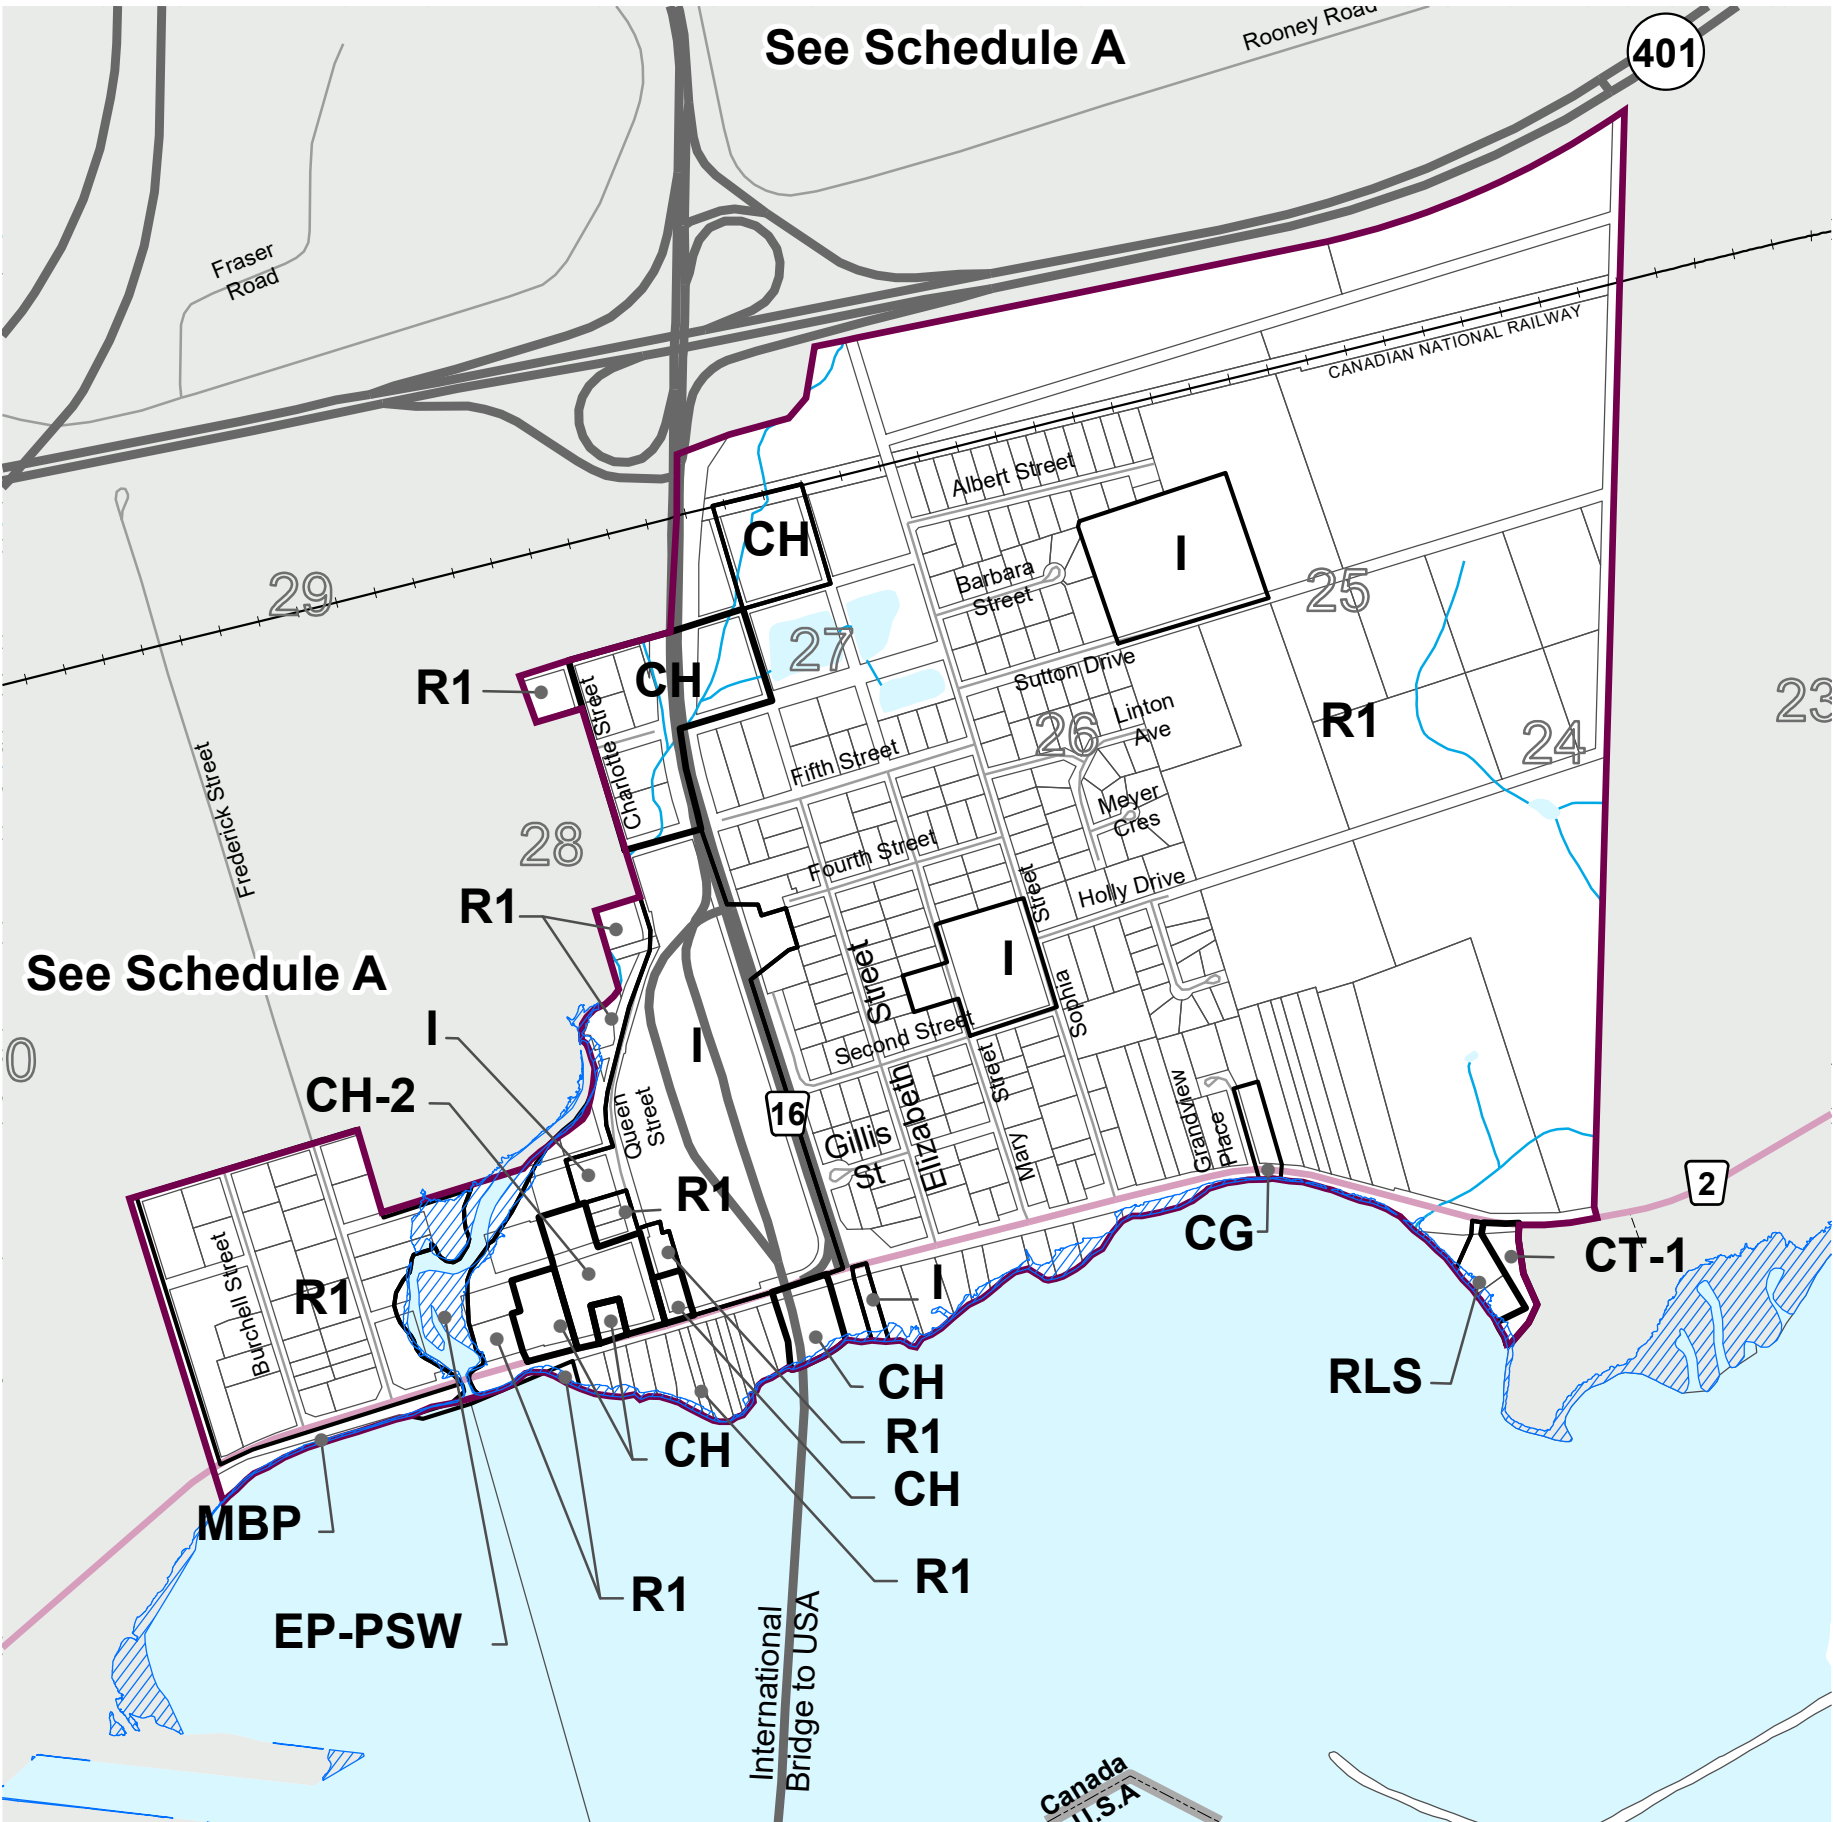 See Schedule A
Rooney Road
401
Fraser
Road
CANADIAN NATIONAL RAILWAY
Albert Street
CH
I
Barbara
Street
29
25
27
CH
R1
Sutton Drive
Charlotte Street
Linton
Ave
26
R1
24
23
Fifth Street
Frederick Street
Meyer
Cres
28
Fourth Street
Street
Holly Drive
R1
See Schedule A
Street
I
Sophia
I
I
Second Street
0
CH-2
Queen
Street
16
Elizabeth
Street
Gillis
St
Mary
Grandview
Place
R1
2
CG
CT-1
Burchell Street
R1
I
RLS
CH
R1
CH
CH
MBP
R1
R1
EP-PSW
International
Bridge to USA
Canada
U.S.A